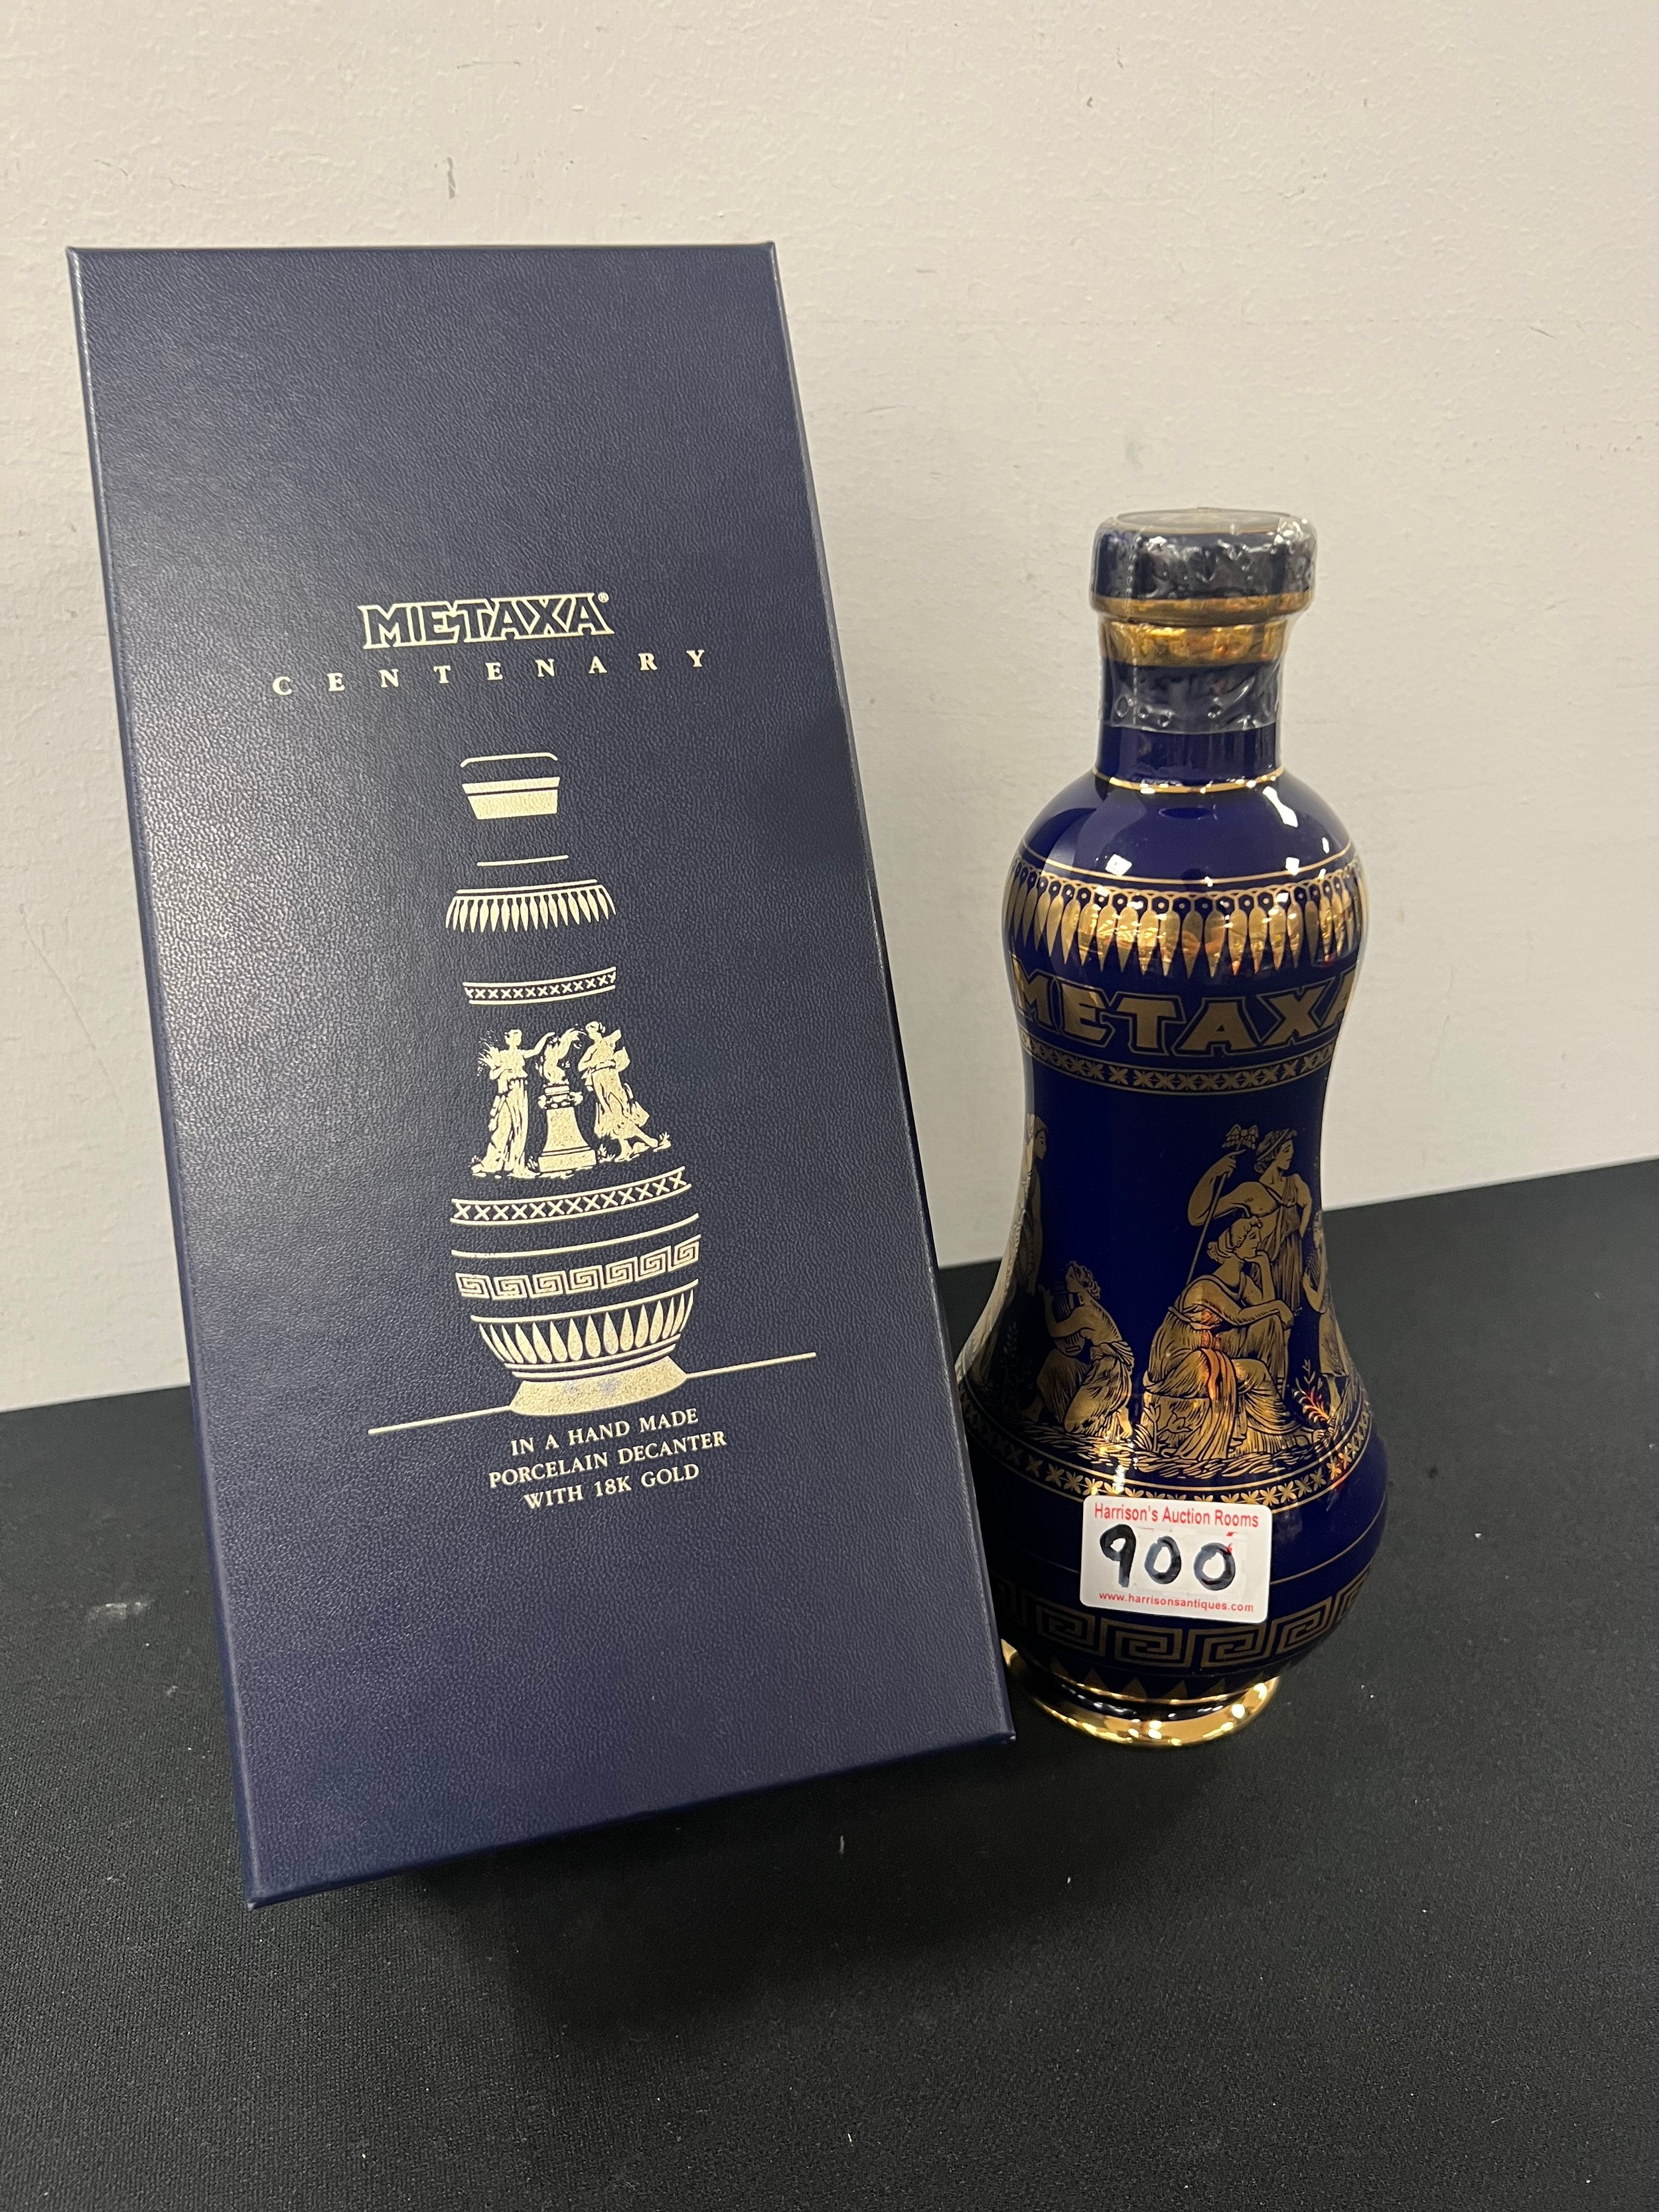 METAXA®
CENTENARY
IN A HAND MADE
PORCELAIN DECANTER
WITH 18K GOLD
METAXA
Harrison's Auction Rooms
900
www.harrisonsantiques.com